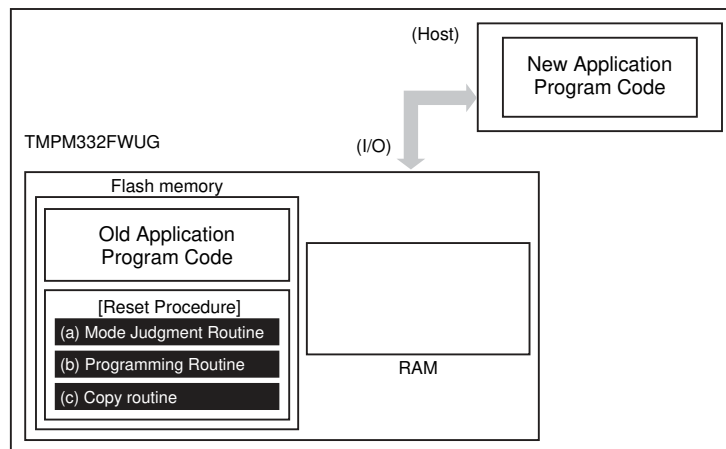 (Host)
New Application
Program Code
TMPM332FWUG
(I/O)
Flash memory
Old Application
Program Code
[Reset Procedure]
(a) Mode Judgment Routine
(b) Programming Routine
(c) Copy routine
RAM